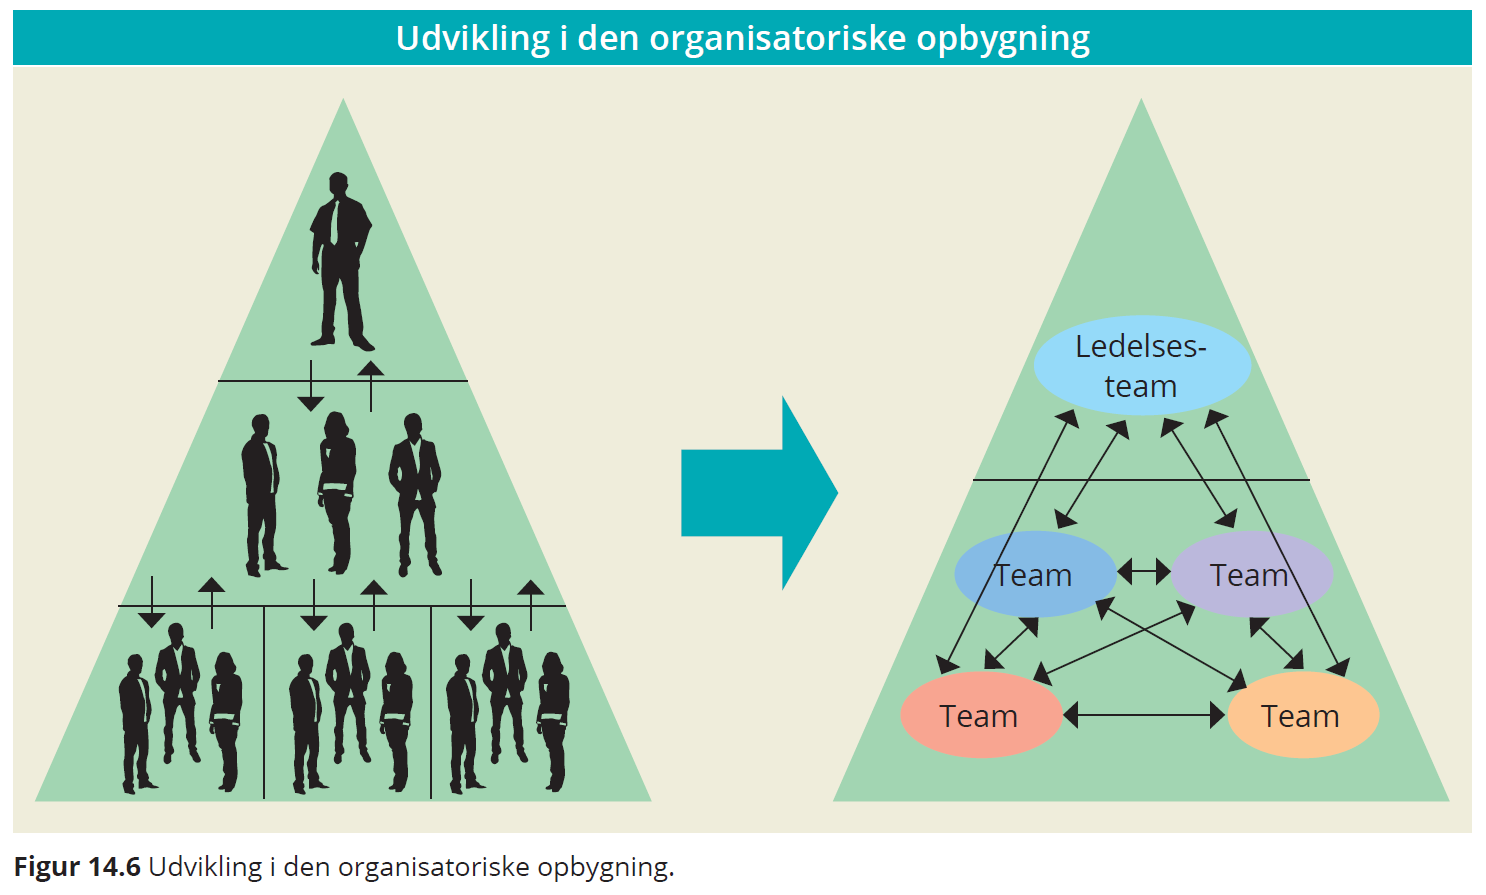 Udvikling i den organisatoriske opbygning
Ledelses-
team
Team
Team
Team
Team
Figur 14.6 Udvikling i den organisatoriske opbygning.